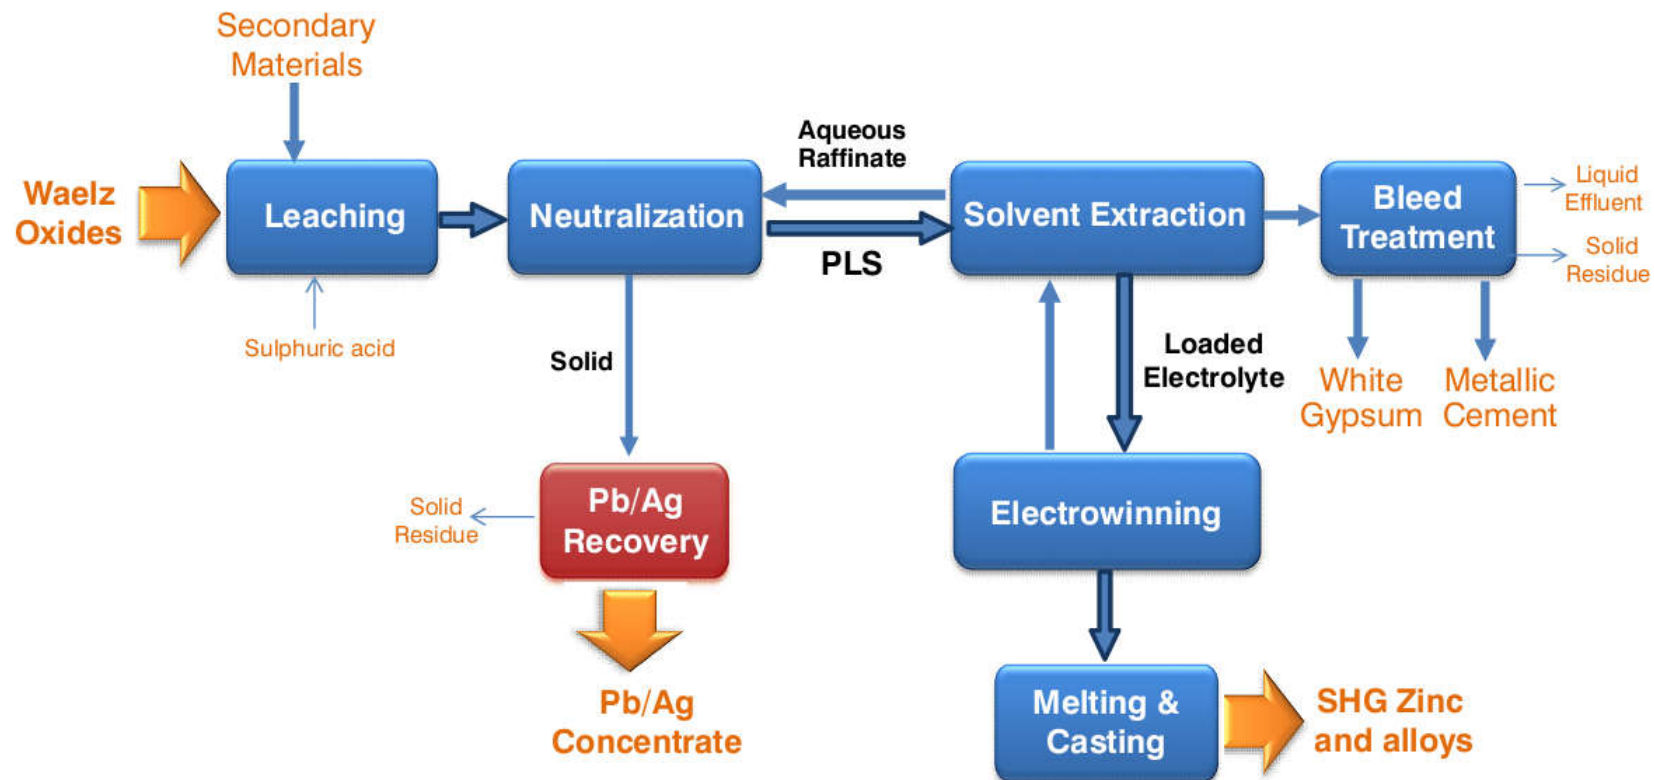 Secondary
Materials
Waelz
Oxides
Leaching
Sulphuric acid
Neutralization
Aqueous
Raffinate
PLS
Solvent Extraction
Bleed
Treatment
Liquid
Effluent
Solid
Residue
White
Gypsum
Metallic
Cement
Solid
Loaded
Electrolyte
Pb/Ag
Recovery
Solid
Residue
Pb/Ag
Concentrate
Electrowinning
Melting &
Casting
SHG Zinc
and alloys